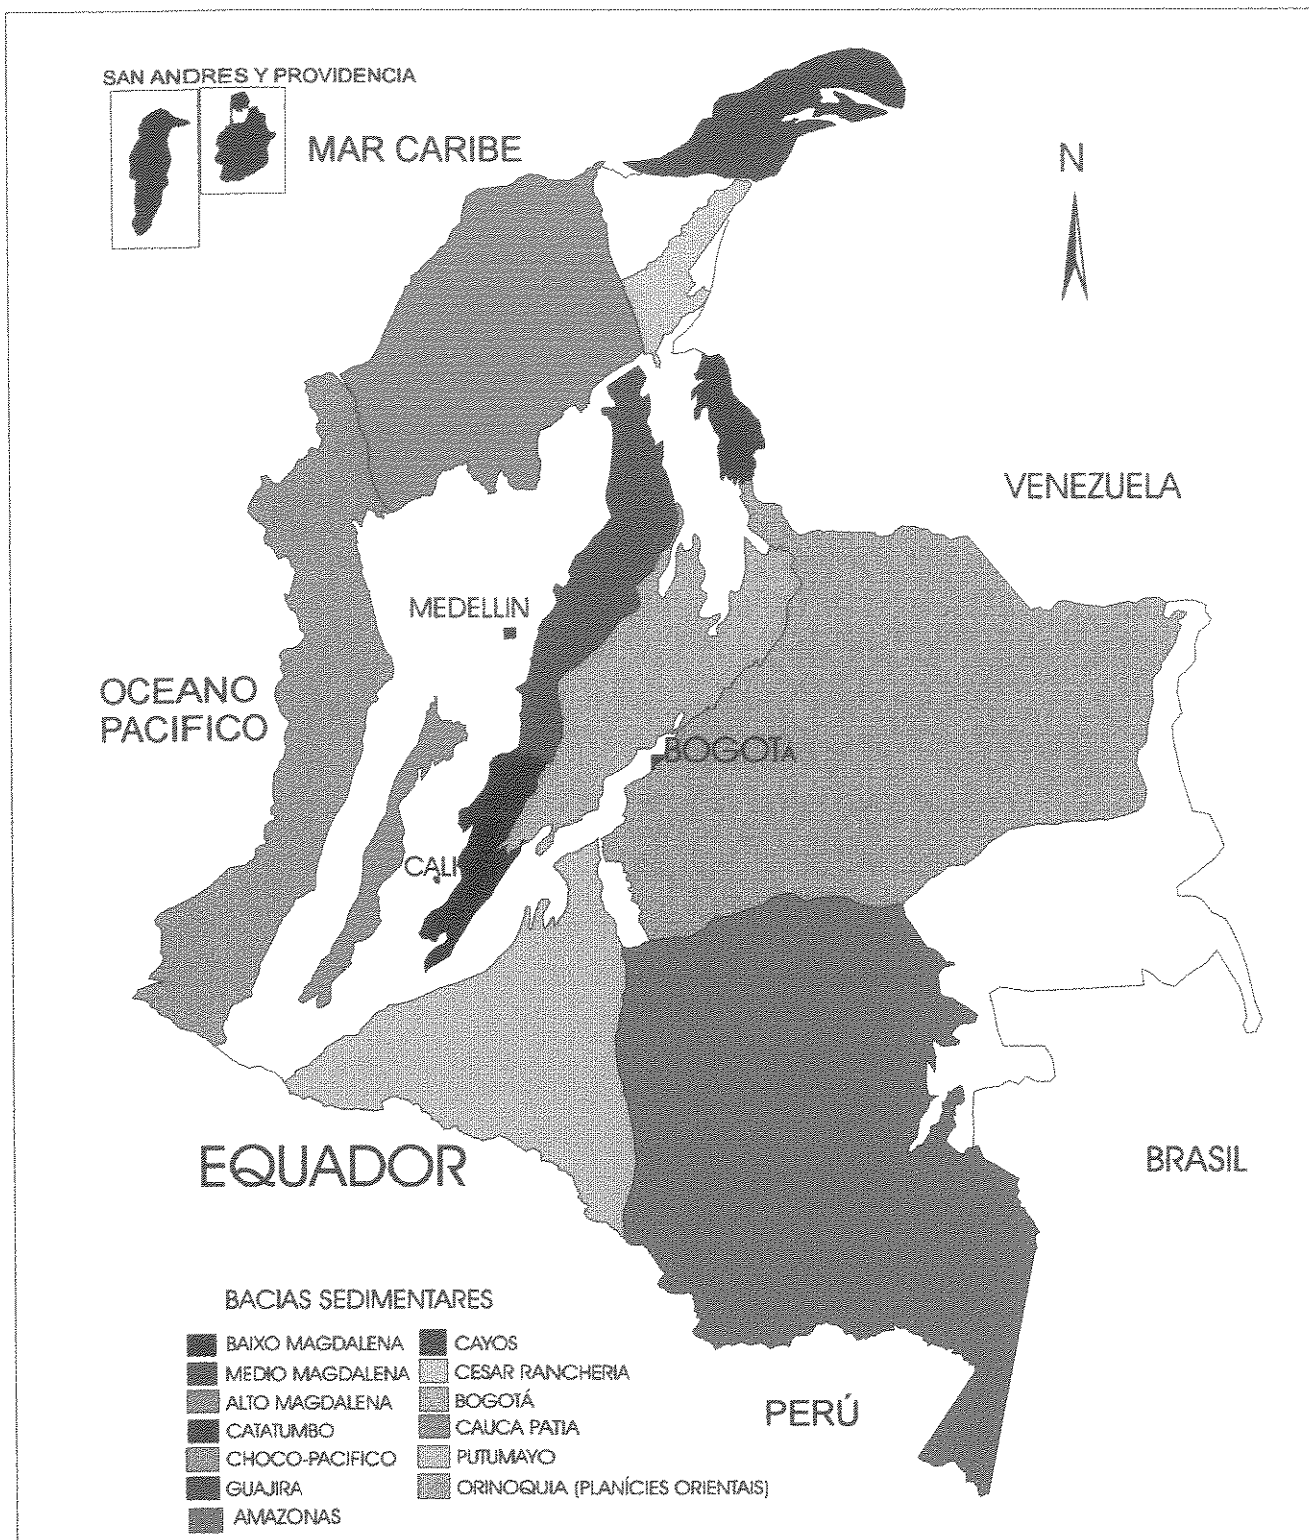 SAN ANDRES Y PROVIDENCIA
MAR CARIBE
N
VENEZUELA
MEDELLIN
OCEANO
PACIFICO
BOGOTA
CALI
EQUADOR
BRASIL
PERÚ
BACIAS SEDIMENTARES
BAIXO MAGDALENA
MEDIO MAGDALENA
ALTO MAGDALENA
CATATUMBO
CHOCO-PACIFICO
GUAJIRA
AMAZONAS
CAYOS
CESAR RANCHERIA
BOGOTÁ
CAUCA PATIA
PUTUMAYO
ORINOQUIA (PLANÍCIES ORIENTAIS)